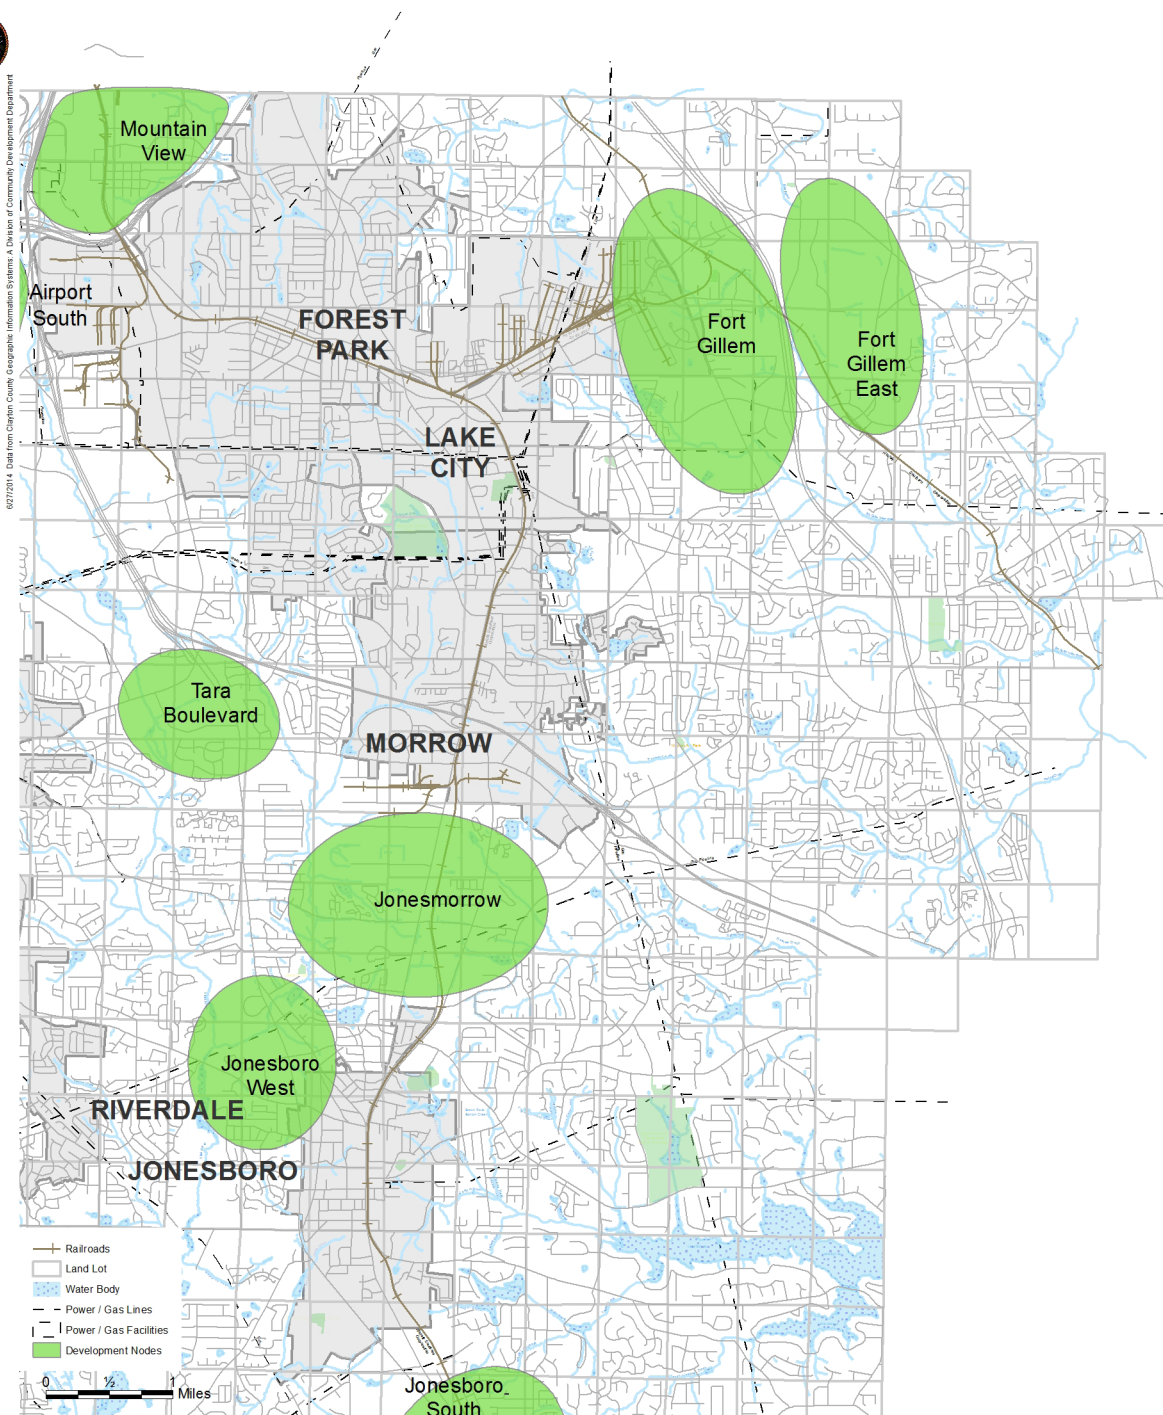 6/27/2014  Data from Clayton County Geographic Information Systems: A Division of Community Development Department
Mountain
View
Airport
South
FOREST
PARK
Fort
Gillem
Fort
Gillem
East
LAKE
CITY
Tara
Boulevard
MORROW
Jonesmorrow
Jonesboro
West
RIVERDALE
JONESBORO
Railroads
Land Lot
Water Body
Power / Gas Lines
Power / Gas Facilities
Development Nodes
0 ½ 1
Miles
Jonesboro
South